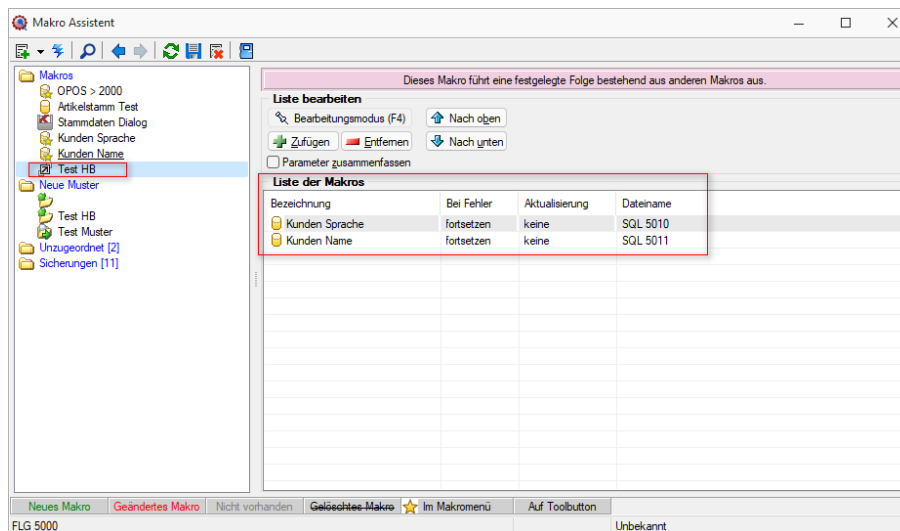 Makro Assistent
Makros
OPOS > 2000
Artikelstamm Test
Stammdaten Dialog
Kunden Sprache
Kunden Name
Test HB
Neue Muster
Test HB
Test Muster
Unzugeordnet [2]
Sicherungen [11]
Dieses Makro führt eine festgelegte Folge bestehend aus anderen Makros aus.
Liste bearbeiten
Bearbeitungsmodus (F4) Nach oben
Zufügen Entfernen Nach unten
Parameter zusammenfassen
Liste der Makros
Bezeichnung Bei Fehler Aktualisierung Dateiname
Kunden Sprache fortsetzen keine SQL 5010
Kunden Name fortsetzen keine SQL 5011
Neues Makro Geändertes Makro Nicht vorhanden Gelöschtes Makro Im Makromenü Auf Toolbutton
FLG 5000 Unbekannt